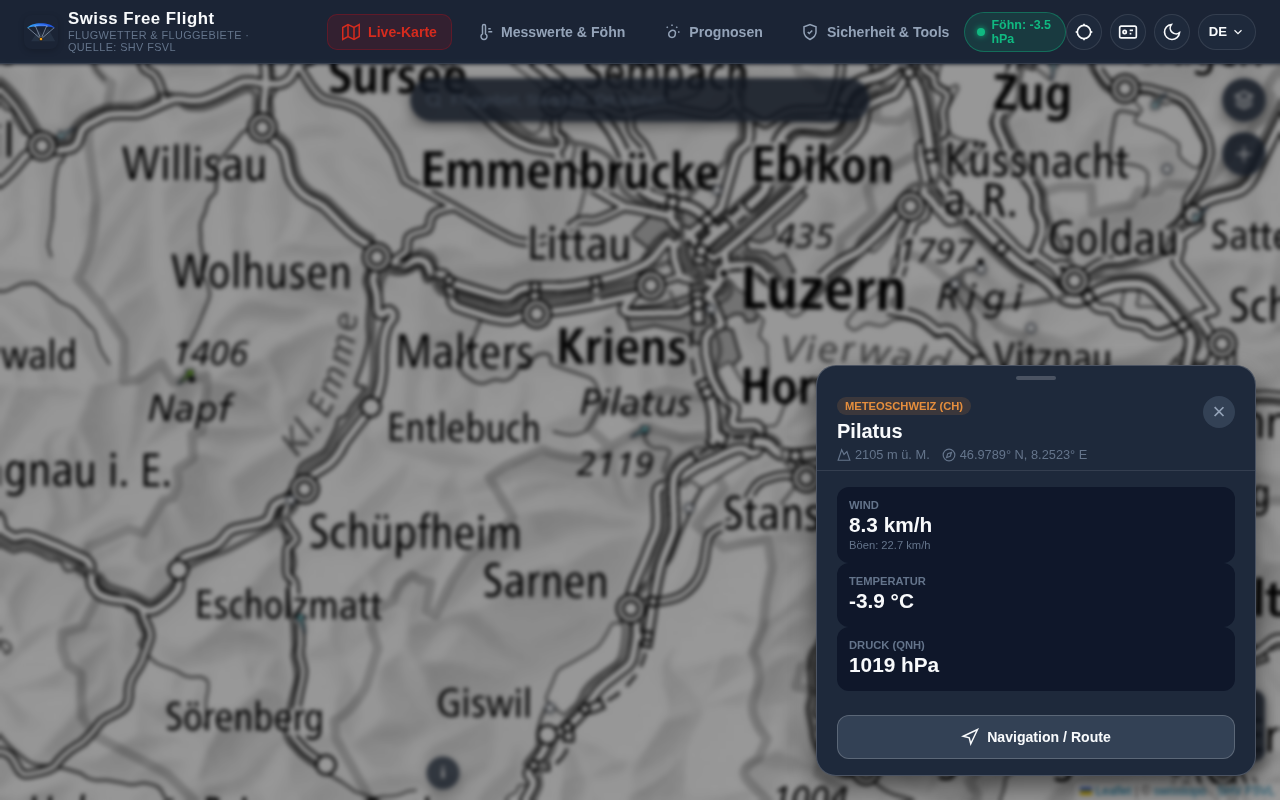 Swiss Free Flight
FLUGWETTER & FLUGGEBIETE ·
QUELLE: SHV FSVL
Live-Karte
Messwerte & Föhn
Prognosen
Sicherheit & Tools
Föhn: -3.5
hPa
DE
Sursee
Sempach
Zug
Willisau
Emmenbrücke
Ebikon
Küssnacht
a. R.
Littau
435
1797
Goldau
Wolhusen
Luzern
Rigi
Kl. Emme
wald
1406
Malters
Kriens
Vierwald
Vitznau
Napf
Pilatus
Entlebuch
2119
gnau i. E.
Schüpfheim
Stans
Sarnen
Escholzmatt
Giswil
Sörenberg
1004
METEOSCHWEIZ (CH)
Pilatus
2105 m ü. M.
46.9789° N, 8.2523° E
WIND
8.3 km/h
Böen: 22.7 km/h
TEMPERATUR
-3.9 °C
DRUCK (QNH)
1019 hPa
Navigation / Route